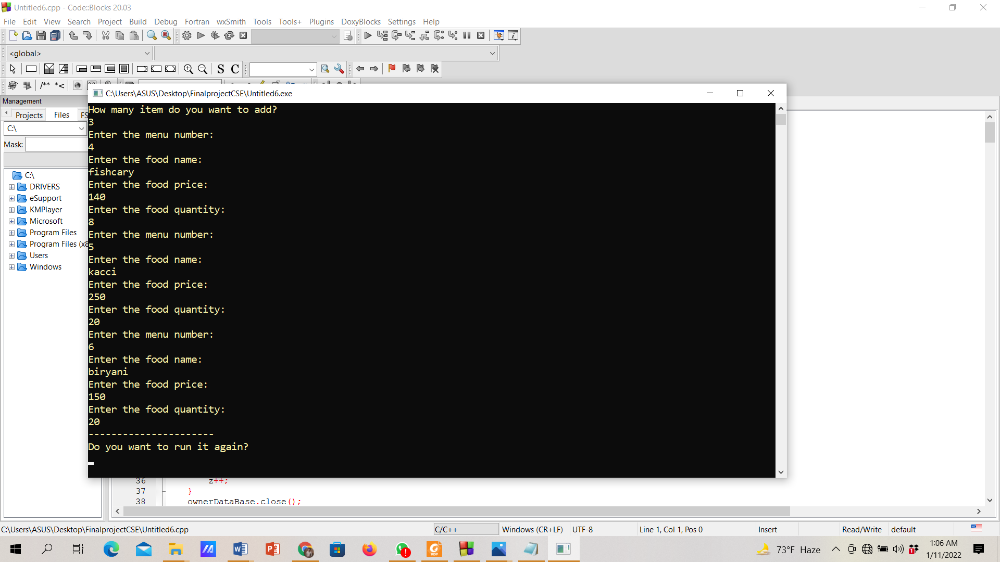 Untitled6.cpp - Code::Blocks 20.03
File Edit View Search Project Build Debug Fortran wxSmith Tools Tools+ Plugins DoxyBlocks Settings Help
<global>
S C
/** *<
Management
Projects Files FS
C:\
Mask:
C:\
DRIVERS
eSupport
KMPlayer
Microsoft
Program Files
Program Files (x8
Users
Windows
C:\Users\ASUS\Desktop\FinalprojectCSE\Untitled6.exe
How many item do you want to add?
3
Enter the menu number:
4
Enter the food name:
fishcary
Enter the food price:
140
Enter the food quantity:
8
Enter the menu number:
5
Enter the food name:
kacci
Enter the food price:
250
Enter the food quantity:
20
Enter the menu number:
6
Enter the food name:
biryani
Enter the food price:
150
Enter the food quantity:
20
----------------------
Do you want to run it again?
36 z++;
37 }
38 ownerDataBase.close();
C:\Users\ASUS\Desktop\FinalprojectCSE\Untitled6.cpp C/C++ Windows (CR+LF) UTF-8 Line 1, Col 1, Pos 0 Insert Read/Write default
73°F Haze
1:06 AM
1/11/2022